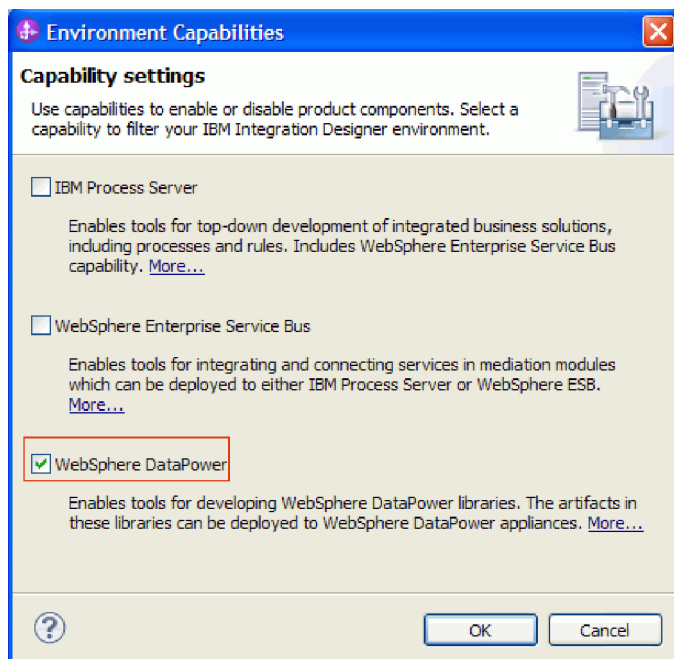 Environment Capabilities
Capability settings
Use capabilities to enable or disable product components. Select a
capability to filter your IBM Integration Designer environment.
IBM Process Server
Enables tools for top-down development of integrated business solutions,
including processes and rules. Includes WebSphere Enterprise Service Bus
capability. More...
WebSphere Enterprise Service Bus
Enables tools for integrating and connecting services in mediation modules
which can be deployed to either IBM Process Server or WebSphere ESB.
More...
WebSphere DataPower
Enables tools for developing WebSphere DataPower libraries. The artifacts in
these libraries can be deployed to WebSphere DataPower appliances. More...
?
OK Cancel